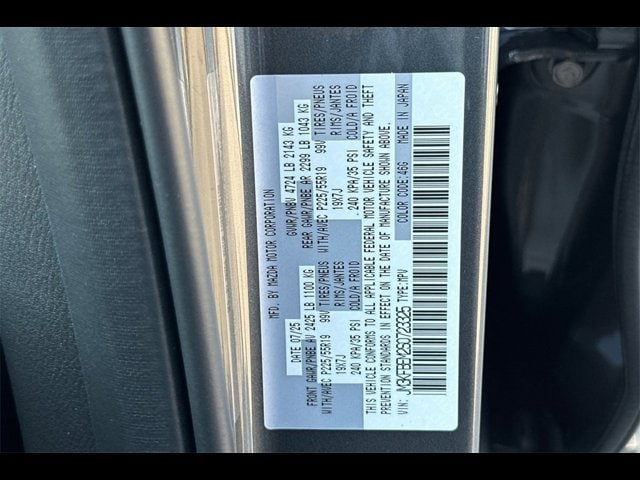 MFD. BY MAZDA MOTOR CORPORATION
DATE 07/25 GVWR/PNBV 4724 LB 2143 KG
FRONT GAWR/PNBE AV 2425 LB 1100 KG REAR GAWR/PNBE AR 2299 LB 1043 KG
WITH/AVEC P225/55R19 99V TIRES/PNEUS WITH/AVEC P225/55R19 99V TIRES/PNEUS
19X7J RIMS/JANTES 19X7J RIMS/JANTES
240 KPA/35 PSI COLD/A FROID 240 KPA/35 PSI COLD/A FROID
THIS VEHICLE CONFORMS TO ALL APPLICABLE FEDERAL MOTOR VEHICLE SAFETY AND THEFT
PREVENTION STANDARDS IN EFFECT ON THE DATE OF MANUFACTURE SHOWN ABOVE.
VIN: JM3KFBEM2S0723325 TYPE: MPV COLOR CODE: 46G MADE IN JAPAN